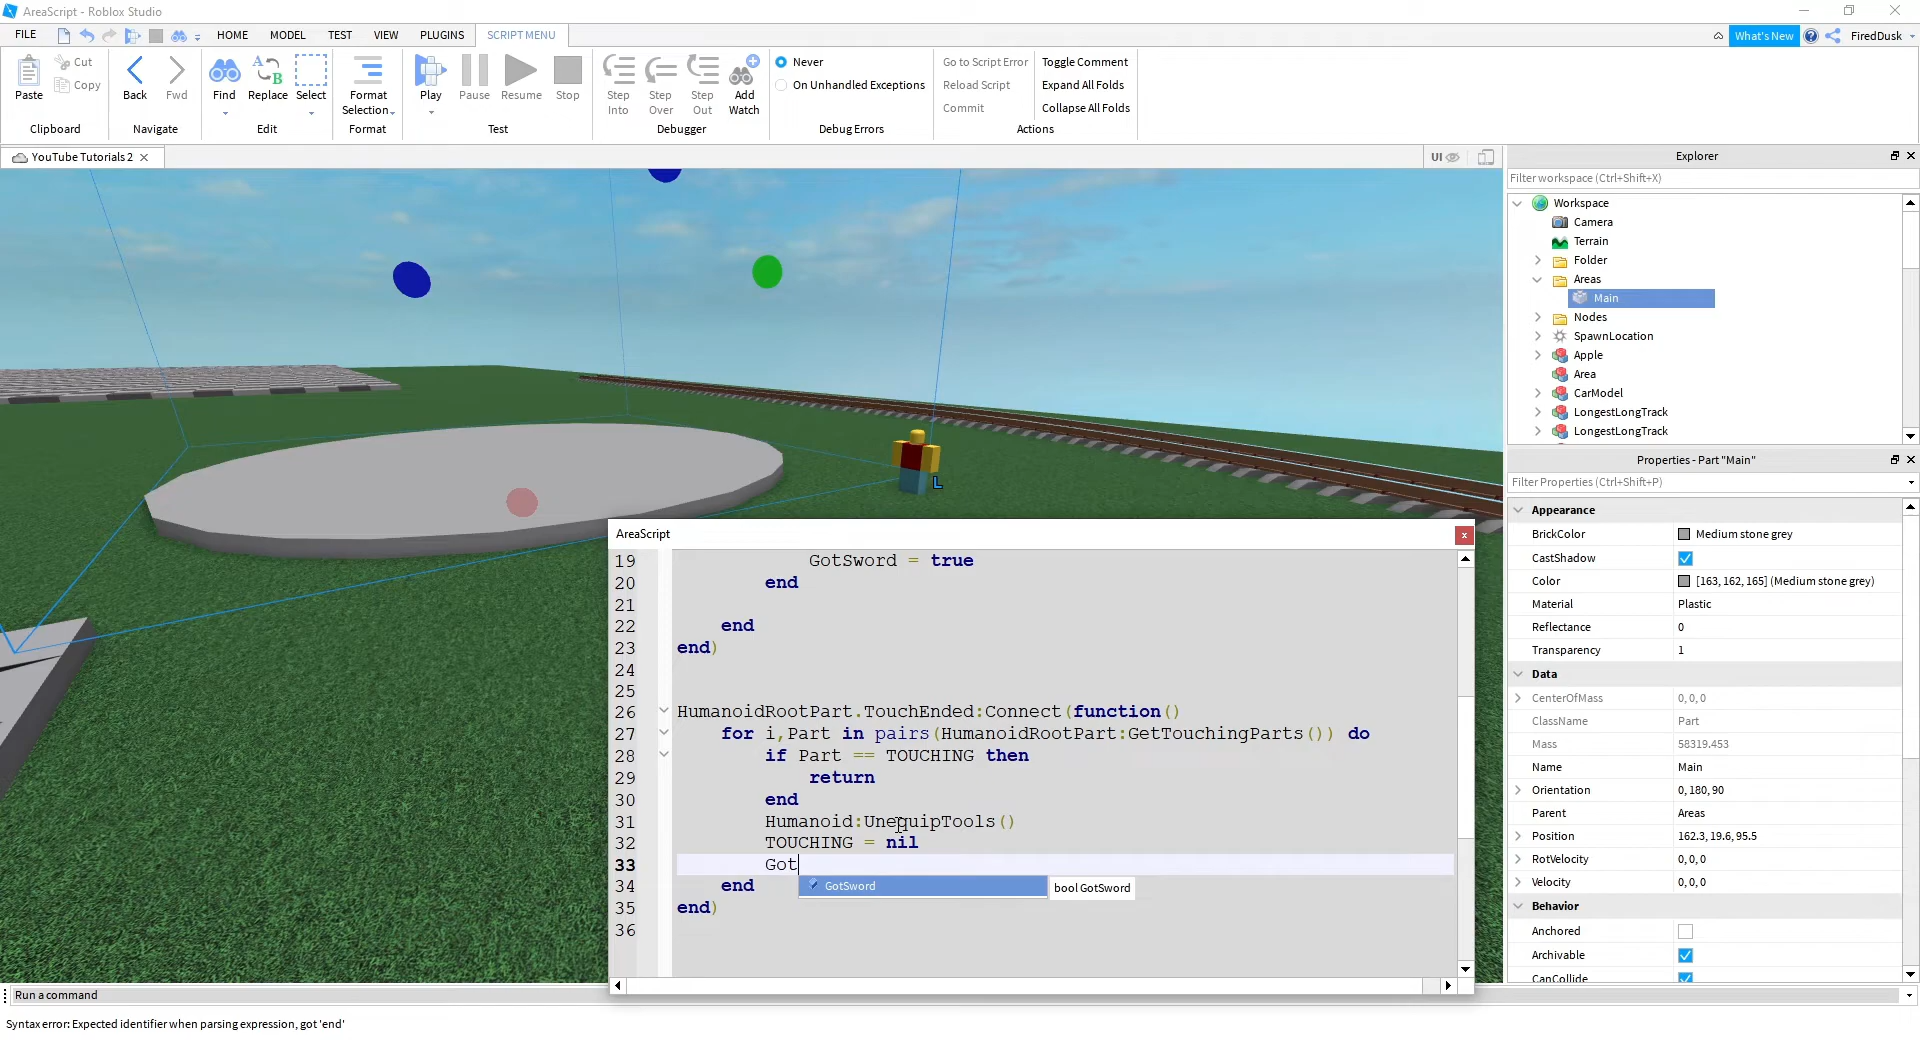 AreaScript - Roblox Studio
FILE HOME MODEL TEST VIEW PLUGINS SCRIPT MENU What's New FiredDusk
Paste Cut Copy Clipboard
Back Fwd Navigate
Find Replace Select Edit
Format Selection Format
Play Pause Resume Stop Test
Step Into Step Over Step Out Add Watch Debugger
Never
On Unhandled Exceptions
Debug Errors
Go to Script Error
Reload Script
Commit
Toggle Comment
Expand All Folds
Collapse All Folds
Actions
YouTube Tutorials 2
UI
Explorer
Filter workspace (Ctrl+Shift+X)
Workspace
Camera
Terrain
Folder
Areas
Main
Nodes
SpawnLocation
Apple
Area
CarModel
LongestLongTrack
LongestLongTrack
Properties - Part "Main"
Filter Properties (Ctrl+Shift+P)
Appearance
BrickColor Medium stone grey
CastShadow
Color [163, 162, 165] (Medium stone grey)
Material Plastic
Reflectance 0
Transparency 1
Data
CenterOfMass 0, 0, 0
ClassName Part
Mass 58319.453
Name Main
Orientation 0, 180, 90
Parent Areas
Position 162.3, 19.6, 95.5
RotVelocity 0, 0, 0
Velocity 0, 0, 0
Behavior
Anchored
Archivable
CanCollide
L
AreaScript
19 GotSword = true
20 end
21
22 end
23 end)
24
25
26 HumanoidRootPart.TouchEnded:Connect(function()
27 for i,Part in pairs(HumanoidRootPart:GetTouchingParts()) do
28 if Part == TOUCHING then
29 return
30 end
31 Humanoid:UnequipTools()
32 TOUCHING = nil
33 Got
GotSword bool GotSword
34 end
35 end)
36
Run a command
Syntax error: Expected identifier when parsing expression, got 'end'